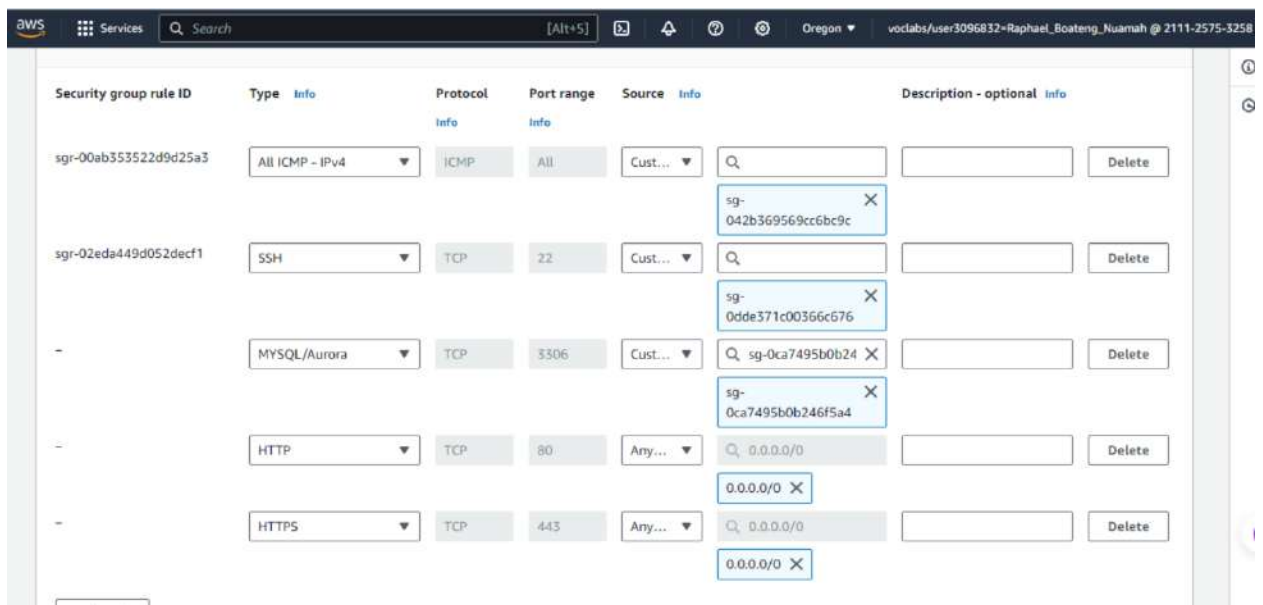 aws Services Search [Alt+S] Oregon voclabs/user3096832=Raphael_Boateng_Nuamah @ 2111-2575-3258
Security group rule ID Type Info Protocol Port range Source Info Description - optional Info
Info Info
sgr-00ab353522d9d25a3 All ICMP - IPv4 ICMP All Cust... Delete
sg-
042b369569cc6bc9c
sgr-02eda449d052decf1 SSH TCP 22 Cust... Delete
sg-
0dde371c00366c676
- MYSQL/Aurora TCP 3306 Cust... sg-0ca7495b0b24 Delete
sg-
0ca7495b0b246f5a4
- HTTP TCP 80 Any... 0.0.0.0/0 Delete
0.0.0.0/0
- HTTPS TCP 443 Any... 0.0.0.0/0 Delete
0.0.0.0/0